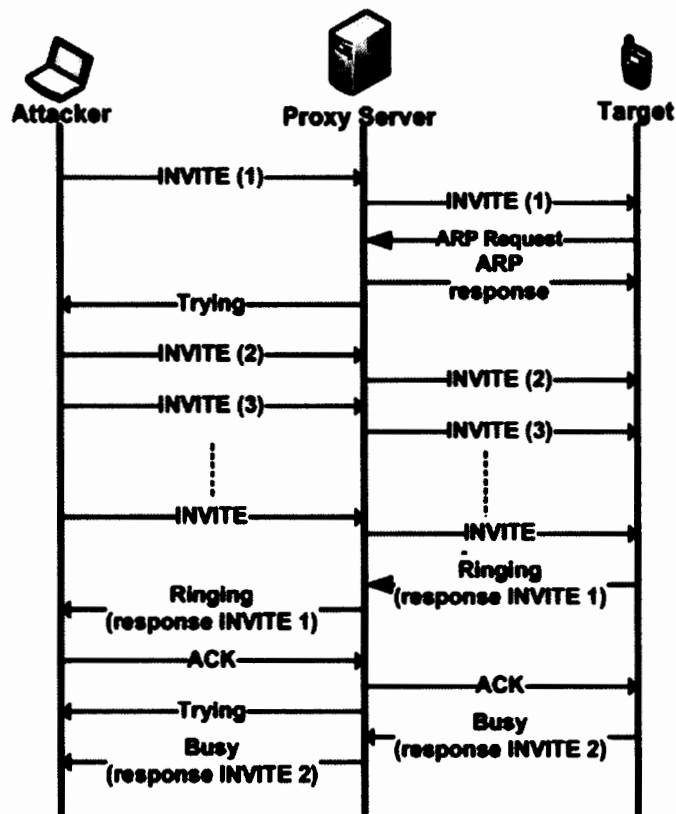 Attacker
Proxy Server
Target
INVITE (1)
INVITE (1)
ARP Request
ARP
response
Trying
INVITE (2)
INVITE (2)
INVITE (3)
INVITE (3)
INVITE
INVITE
Ringing
(response INVITE 1)
Ringing
(response INVITE 1)
ACK
ACK
Trying
Busy
(response INVITE 2)
Busy
(response INVITE 2)